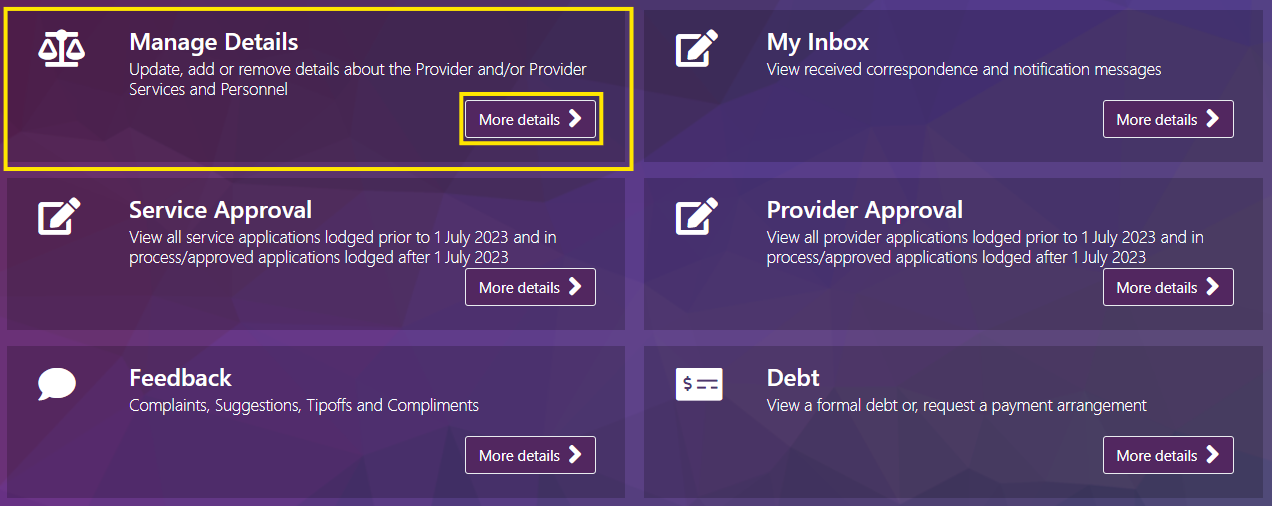 Manage Details
Update, add or remove details about the Provider and/or Provider
Services and Personnel
More details
My Inbox
View received correspondence and notification messages
More details
Service Approval
View all service applications lodged prior to 1 July 2023 and in
process/approved applications lodged after 1 July 2023
More details
Provider Approval
View all provider applications lodged prior to 1 July 2023 and in
process/approved applications lodged after 1 July 2023
More details
Feedback
Complaints, Suggestions, Tipoffs and Compliments
More details
$
Debt
View a formal debt or, request a payment arrangement
More details